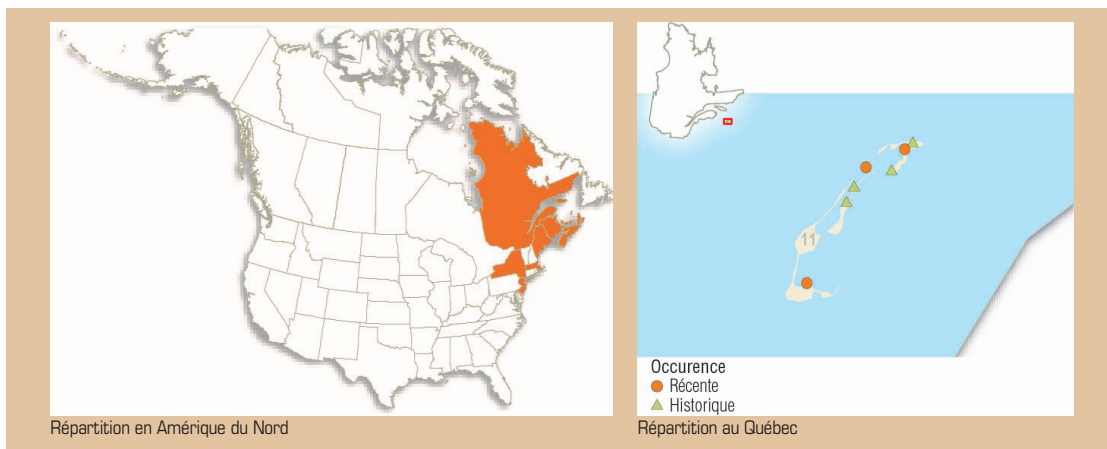 11
Occurence
Récente
Historique
Répartition en Amérique du Nord
Répartition au Québec